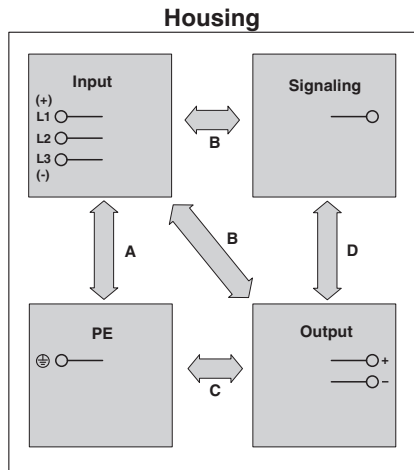 Housing
Input
Signaling
(+)
L1
L2
L3
(-)
B
A
B
D
PE
Output
+
–
C